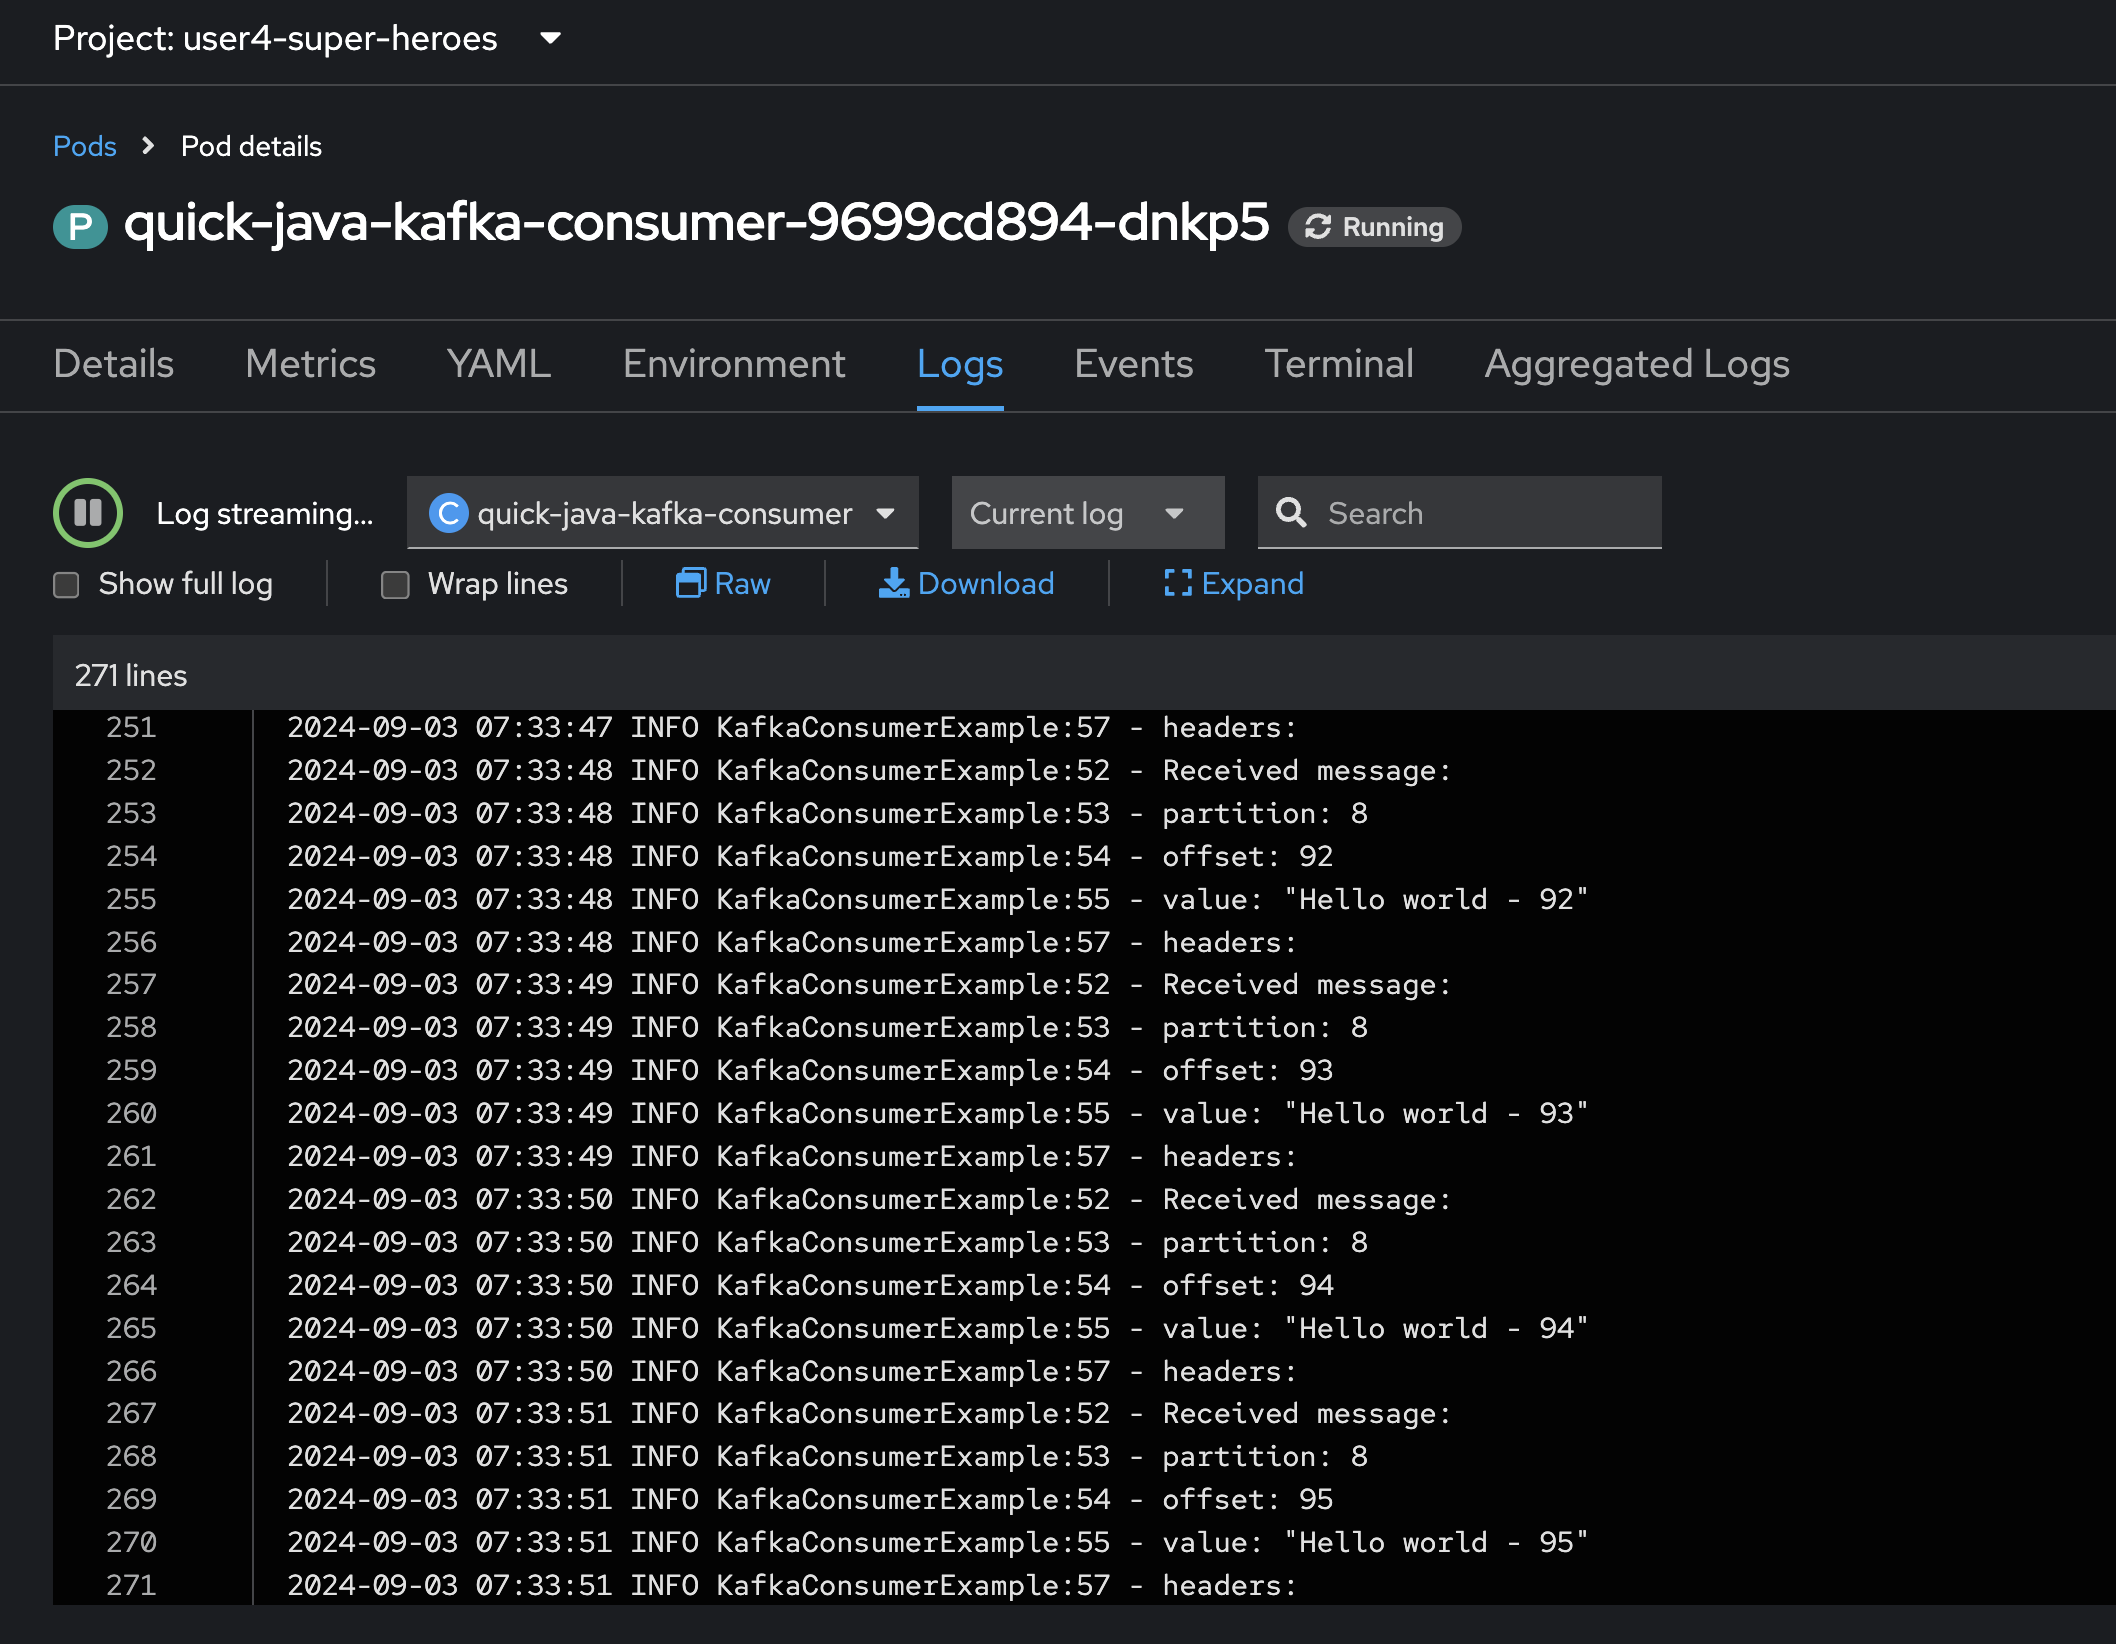 Project: user4-super-heroes
Pods > Pod details
P quick-java-kafka-consumer-9699cd894-dnkp5 Running
Details Metrics YAML Environment Logs Events Terminal Aggregated Logs
Log streaming... C quick-java-kafka-consumer Current log Search
Show full log Wrap lines Raw Download Expand
271 lines
251 2024-09-03 07:33:47 INFO KafkaConsumerExample:57 - headers:
252 2024-09-03 07:33:48 INFO KafkaConsumerExample:52 - Received message:
253 2024-09-03 07:33:48 INFO KafkaConsumerExample:53 - partition: 8
254 2024-09-03 07:33:48 INFO KafkaConsumerExample:54 - offset: 92
255 2024-09-03 07:33:48 INFO KafkaConsumerExample:55 - value: "Hello world - 92"
256 2024-09-03 07:33:48 INFO KafkaConsumerExample:57 - headers:
257 2024-09-03 07:33:49 INFO KafkaConsumerExample:52 - Received message:
258 2024-09-03 07:33:49 INFO KafkaConsumerExample:53 - partition: 8
259 2024-09-03 07:33:49 INFO KafkaConsumerExample:54 - offset: 93
260 2024-09-03 07:33:49 INFO KafkaConsumerExample:55 - value: "Hello world - 93"
261 2024-09-03 07:33:49 INFO KafkaConsumerExample:57 - headers:
262 2024-09-03 07:33:50 INFO KafkaConsumerExample:52 - Received message:
263 2024-09-03 07:33:50 INFO KafkaConsumerExample:53 - partition: 8
264 2024-09-03 07:33:50 INFO KafkaConsumerExample:54 - offset: 94
265 2024-09-03 07:33:50 INFO KafkaConsumerExample:55 - value: "Hello world - 94"
266 2024-09-03 07:33:50 INFO KafkaConsumerExample:57 - headers:
267 2024-09-03 07:33:51 INFO KafkaConsumerExample:52 - Received message:
268 2024-09-03 07:33:51 INFO KafkaConsumerExample:53 - partition: 8
269 2024-09-03 07:33:51 INFO KafkaConsumerExample:54 - offset: 95
270 2024-09-03 07:33:51 INFO KafkaConsumerExample:55 - value: "Hello world - 95"
271 2024-09-03 07:33:51 INFO KafkaConsumerExample:57 - headers: